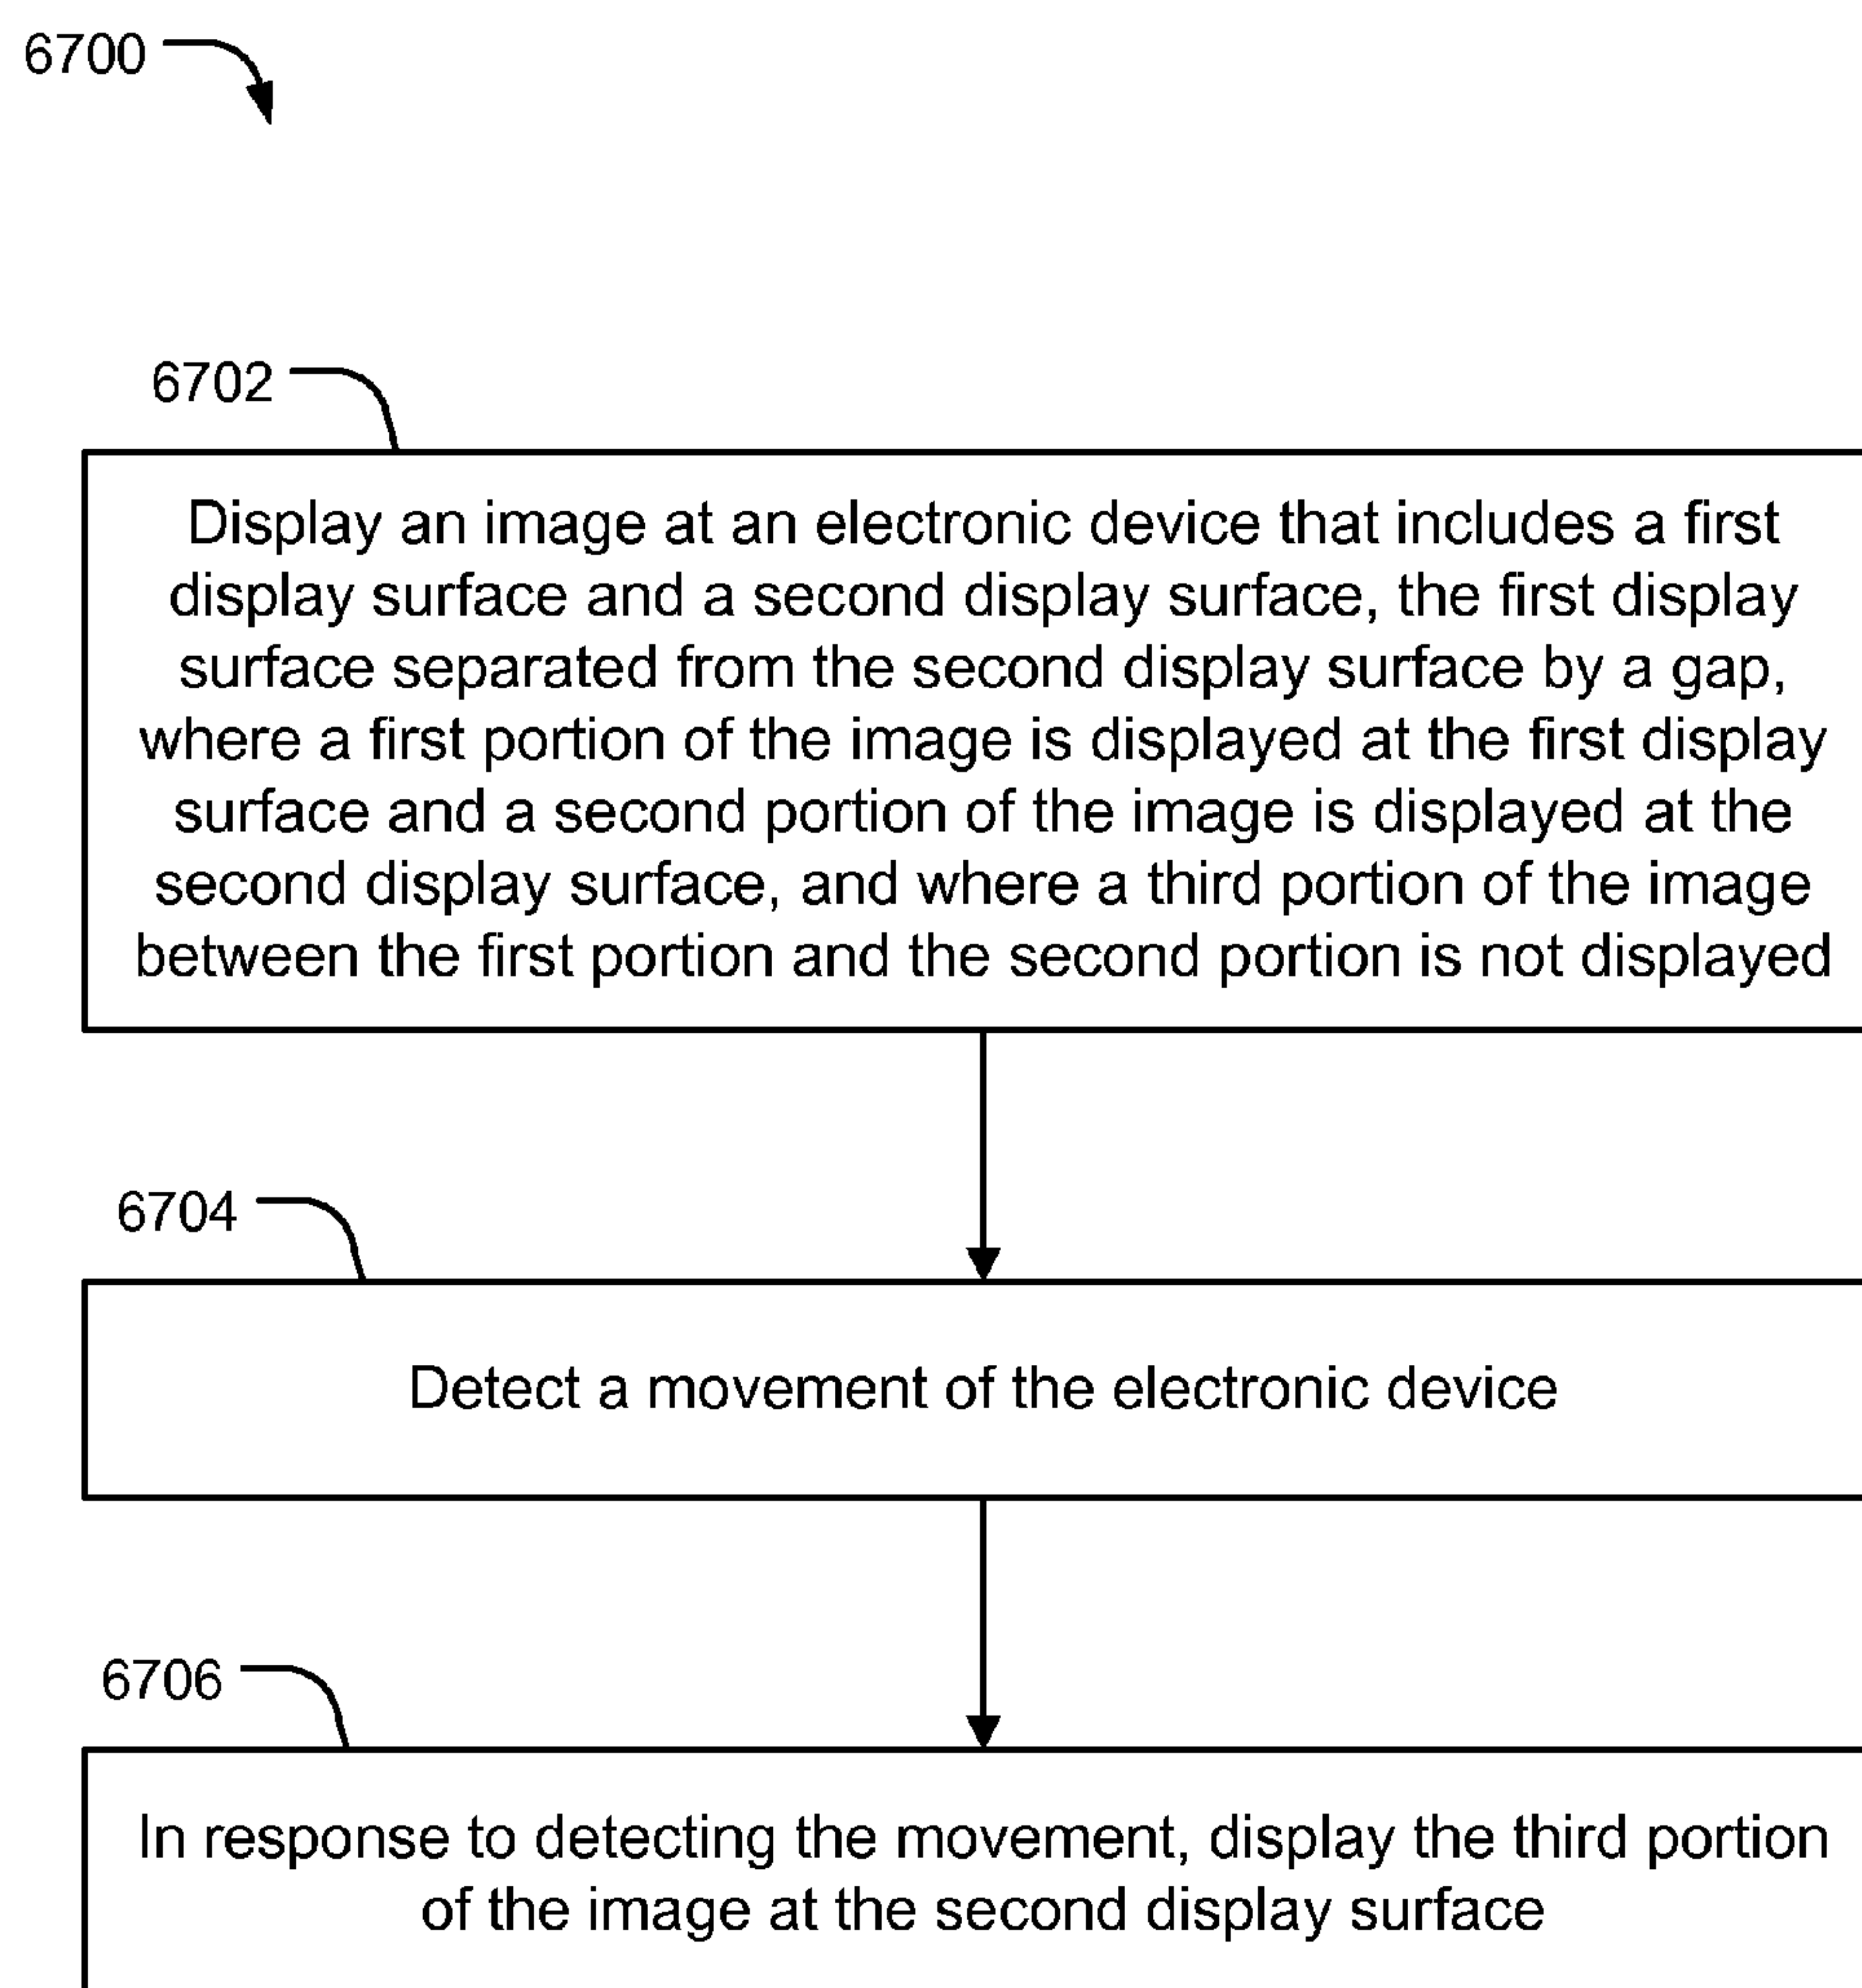 6700
6702
Display an image at an electronic device that includes a first
display surface and a second display surface, the first display
surface separated from the second display surface by a gap,
where a first portion of the image is displayed at the first display
surface and a second portion of the image is displayed at the
second display surface, and where a third portion of the image
between the first portion and the second portion is not displayed
6704
Detect a movement of the electronic device
6706
In response to detecting the movement, display the third portion
of the image at the second display surface